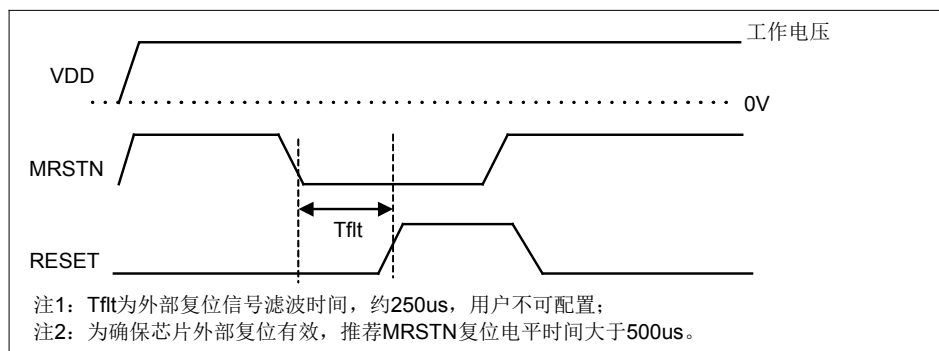 工作电压
VDD
0V
MRSTN
Tflt
RESET
注1：Tflt为外部复位信号滤波时间，约250us，用户不可配置；
注2：为确保芯片外部复位有效，推荐MRSTN复位电平时间大于500us。